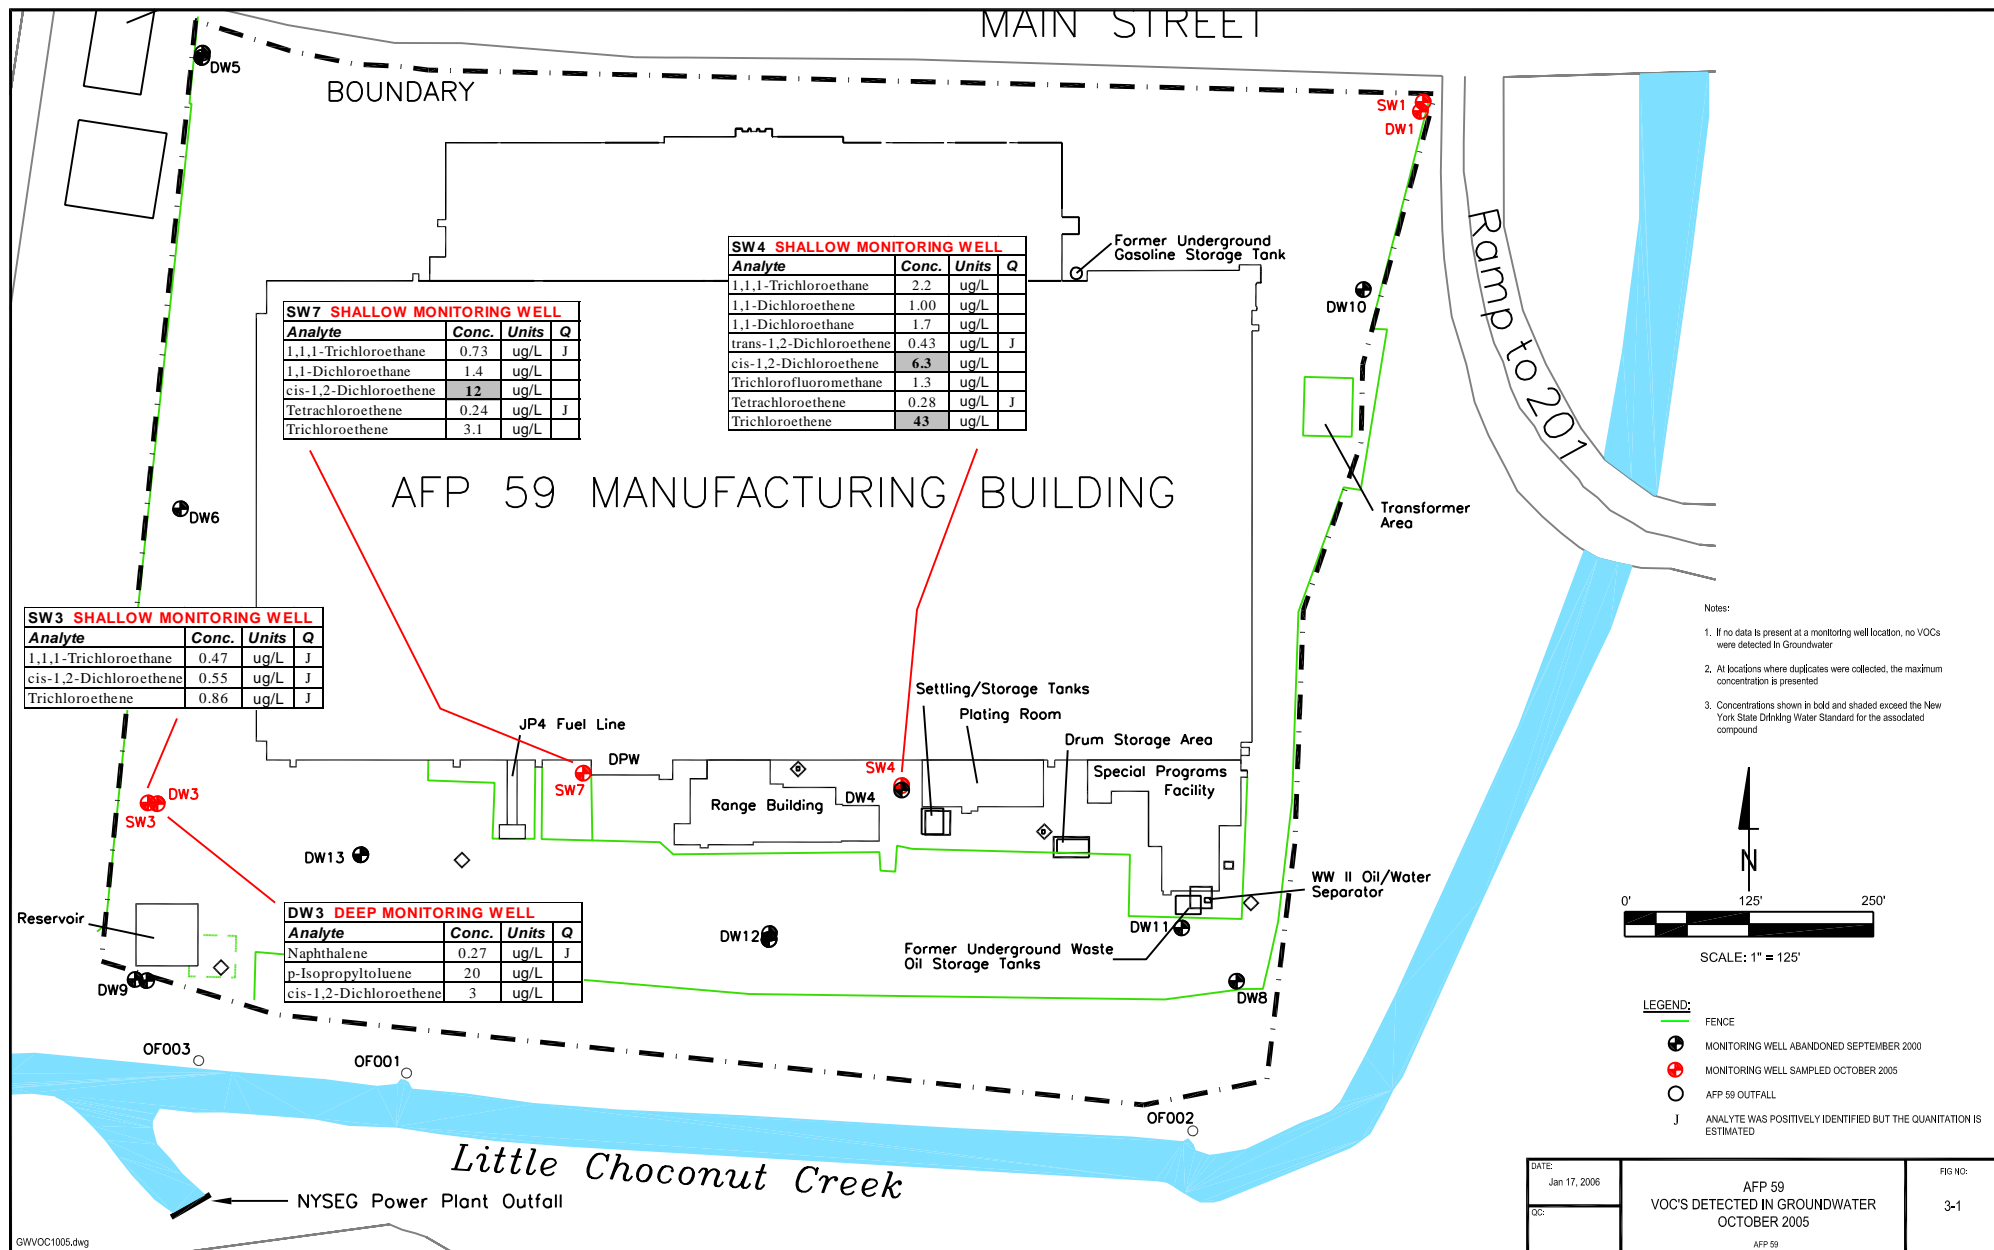 MAIN STREET
DW5
BOUNDARY
SW1
DW1
Ramp to 201
Former Underground
Gasoline Storage Tank
DW10
SW4 SHALLOW MONITORING WELL
Analyte Conc. Units Q
1,1,1-Trichloroethane 2.2 ug/L
1,1-Dichloroethene 1.00 ug/L
1,1-Dichloroethane 1.7 ug/L
trans-1,2-Dichloroethene 0.43 ug/L J
cis-1,2-Dichloroethene 6.3 ug/L
Trichlorofluoromethane 1.3 ug/L
Tetrachloroethene 0.28 ug/L J
Trichloroethene 43 ug/L
SW7 SHALLOW MONITORING WELL
Analyte Conc. Units Q
1,1,1-Trichloroethane 0.73 ug/L J
1,1-Dichloroethane 1.4 ug/L
cis-1,2-Dichloroethene 12 ug/L
Tetrachloroethene 0.24 ug/L J
Trichloroethene 3.1 ug/L
AFP 59 MANUFACTURING BUILDING
DW6
Transformer
Area
SW3 SHALLOW MONITORING WELL
Analyte Conc. Units Q
1,1,1-Trichloroethane 0.47 ug/L J
cis-1,2-Dichloroethene 0.55 ug/L J
Trichloroethene 0.86 ug/L J
Notes:
1. If no data is present at a monitoring well location, no VOCs
were detected in Groundwater
2. At locations where duplicates were collected, the maximum
concentration is presented
3. Concentrations shown in bold and shaded exceed the New
York State Drinking Water Standard for the associated
compound
Settling/Storage Tanks
Plating Room
JP4 Fuel Line
Drum Storage Area
DPW
SW4
Special Programs
Facility
SW7
DW4
Range Building
DW3
SW3
DW13
N
WW II Oil/Water
Separator
0' 125' 250'
SCALE: 1" = 125'
Reservoir
DW3 DEEP MONITORING WELL
Analyte Conc. Units Q
Naphthalene 0.27 ug/L J
p-Isopropyltoluene 20 ug/L
cis-1,2-Dichloroethene 3 ug/L
DW12
DW11
Former Underground Waste
Oil Storage Tanks
DW9
DW8
LEGEND:
FENCE
MONITORING WELL ABANDONED SEPTEMBER 2000
MONITORING WELL SAMPLED OCTOBER 2005
AFP 59 OUTFALL
J ANALYTE WAS POSITIVELY IDENTIFIED BUT THE QUANITATION IS
ESTIMATED
OF003
OF001
OF002
Little Choconut Creek
NYSEG Power Plant Outfall
DATE:
Jan 17, 2006
QC:
AFP 59
VOC'S DETECTED IN GROUNDWATER
OCTOBER 2005
AFP 59
FIG NO:
3-1
GWVOC1005.dwg